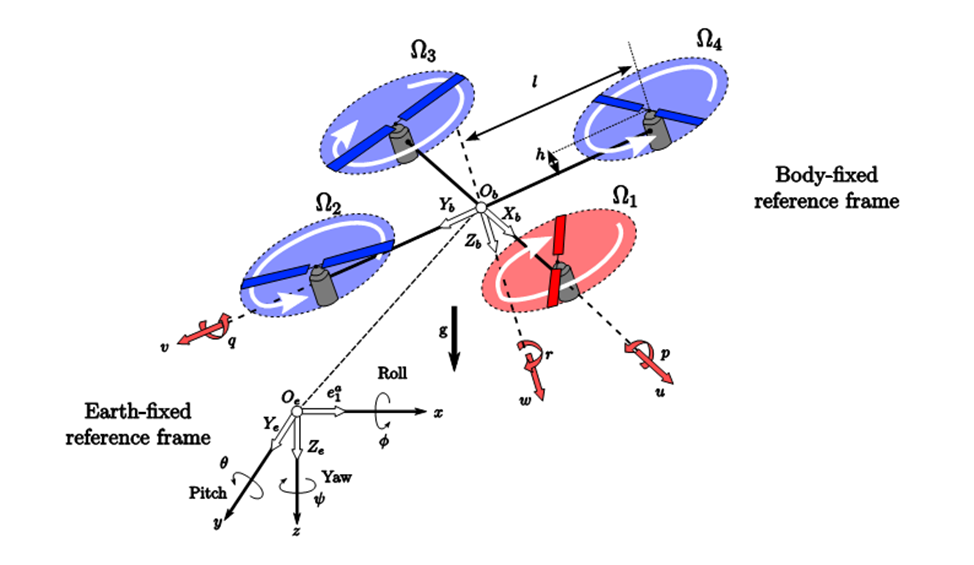 Ω3
Ω4
l
h
Body-fixed
reference frame
Ω2
Yb
Ob
Xb
Ω1
Zb
v
q
g
r
w
p
u
Earth-fixed
reference frame
Oe
e1^a
Roll
x
ϕ
Ye
Ze
θ
Pitch
Yaw
ψ
y
z